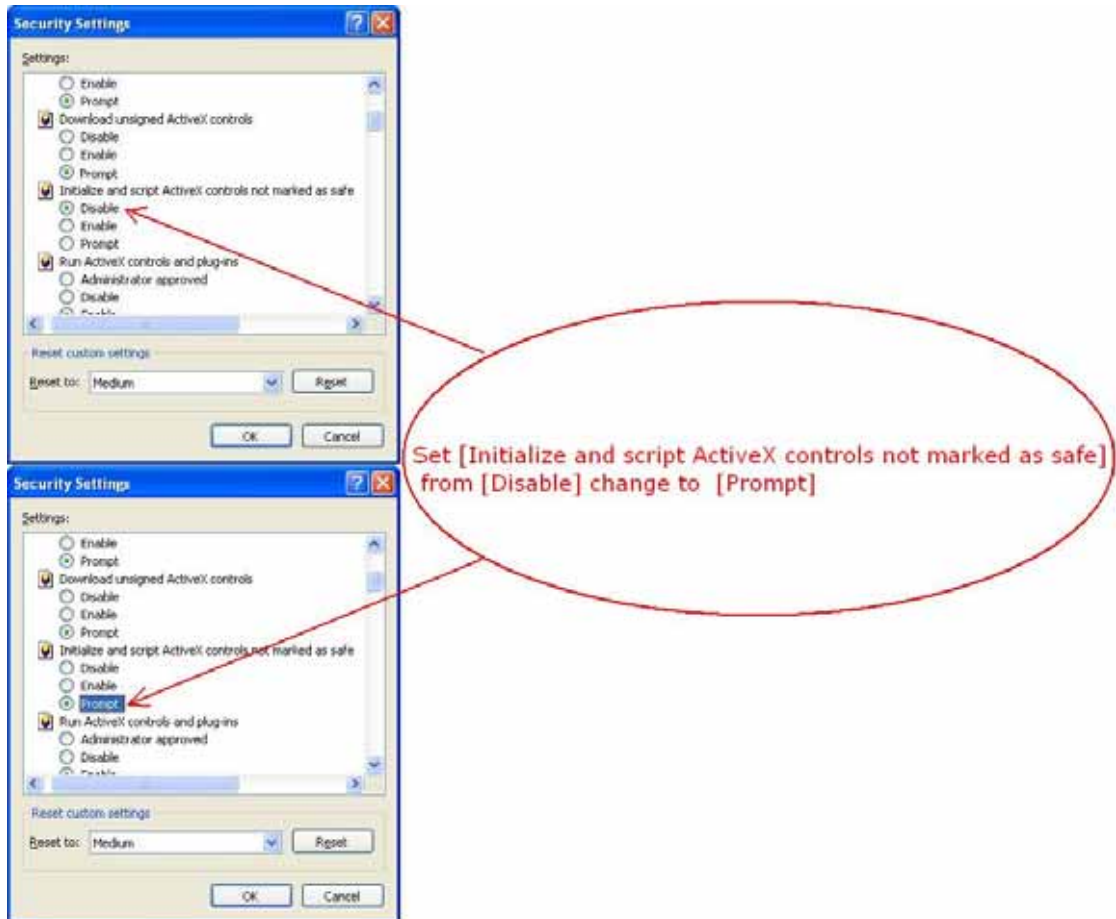 Security Settings
Settings:
Enable
Prompt
Download unsigned ActiveX controls
Disable
Enable
Prompt
Initialize and script ActiveX controls not marked as safe
Disable
Enable
Prompt
Run ActiveX controls and plug-ins
Administrator approved
Disable
Enable
Reset custom settings
Reset to: Medium Reset
OK Cancel
Set [Initialize and script ActiveX controls not marked as safe]
from [Disable] change to [Prompt]
Security Settings
Settings:
Enable
Prompt
Download unsigned ActiveX controls
Disable
Enable
Prompt
Initialize and script ActiveX controls not marked as safe
Disable
Enable
Prompt
Run ActiveX controls and plug-ins
Administrator approved
Disable
Enable
Reset custom settings
Reset to: Medium Reset
OK Cancel